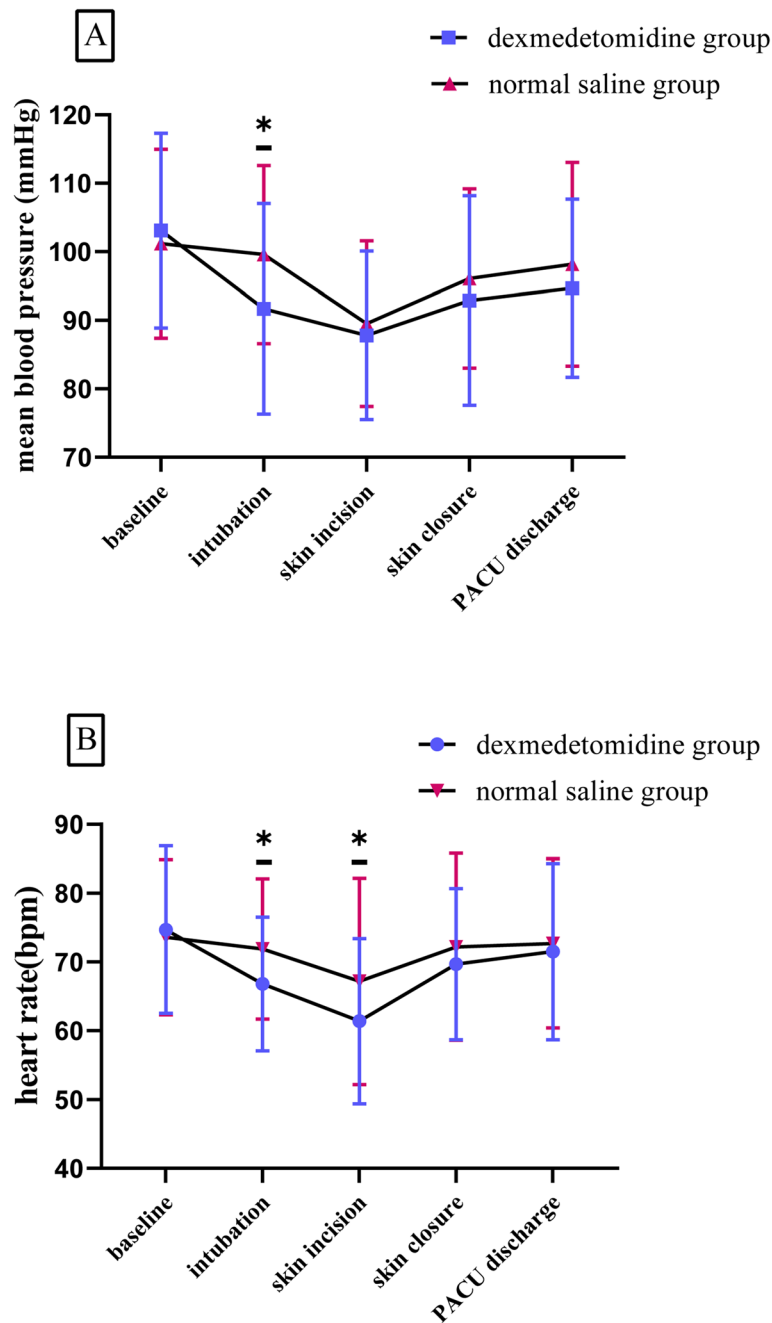 A
dexmedetomidine group
normal saline group
mean blood pressure (mmHg)
120
110
100
90
80
70
*
baseline
intubation
skin incision
skin closure
PACU discharge
B
dexmedetomidine group
normal saline group
heart rate(bpm)
90
80
70
60
50
40
* *
baseline
intubation
skin incision
skin closure
PACU discharge